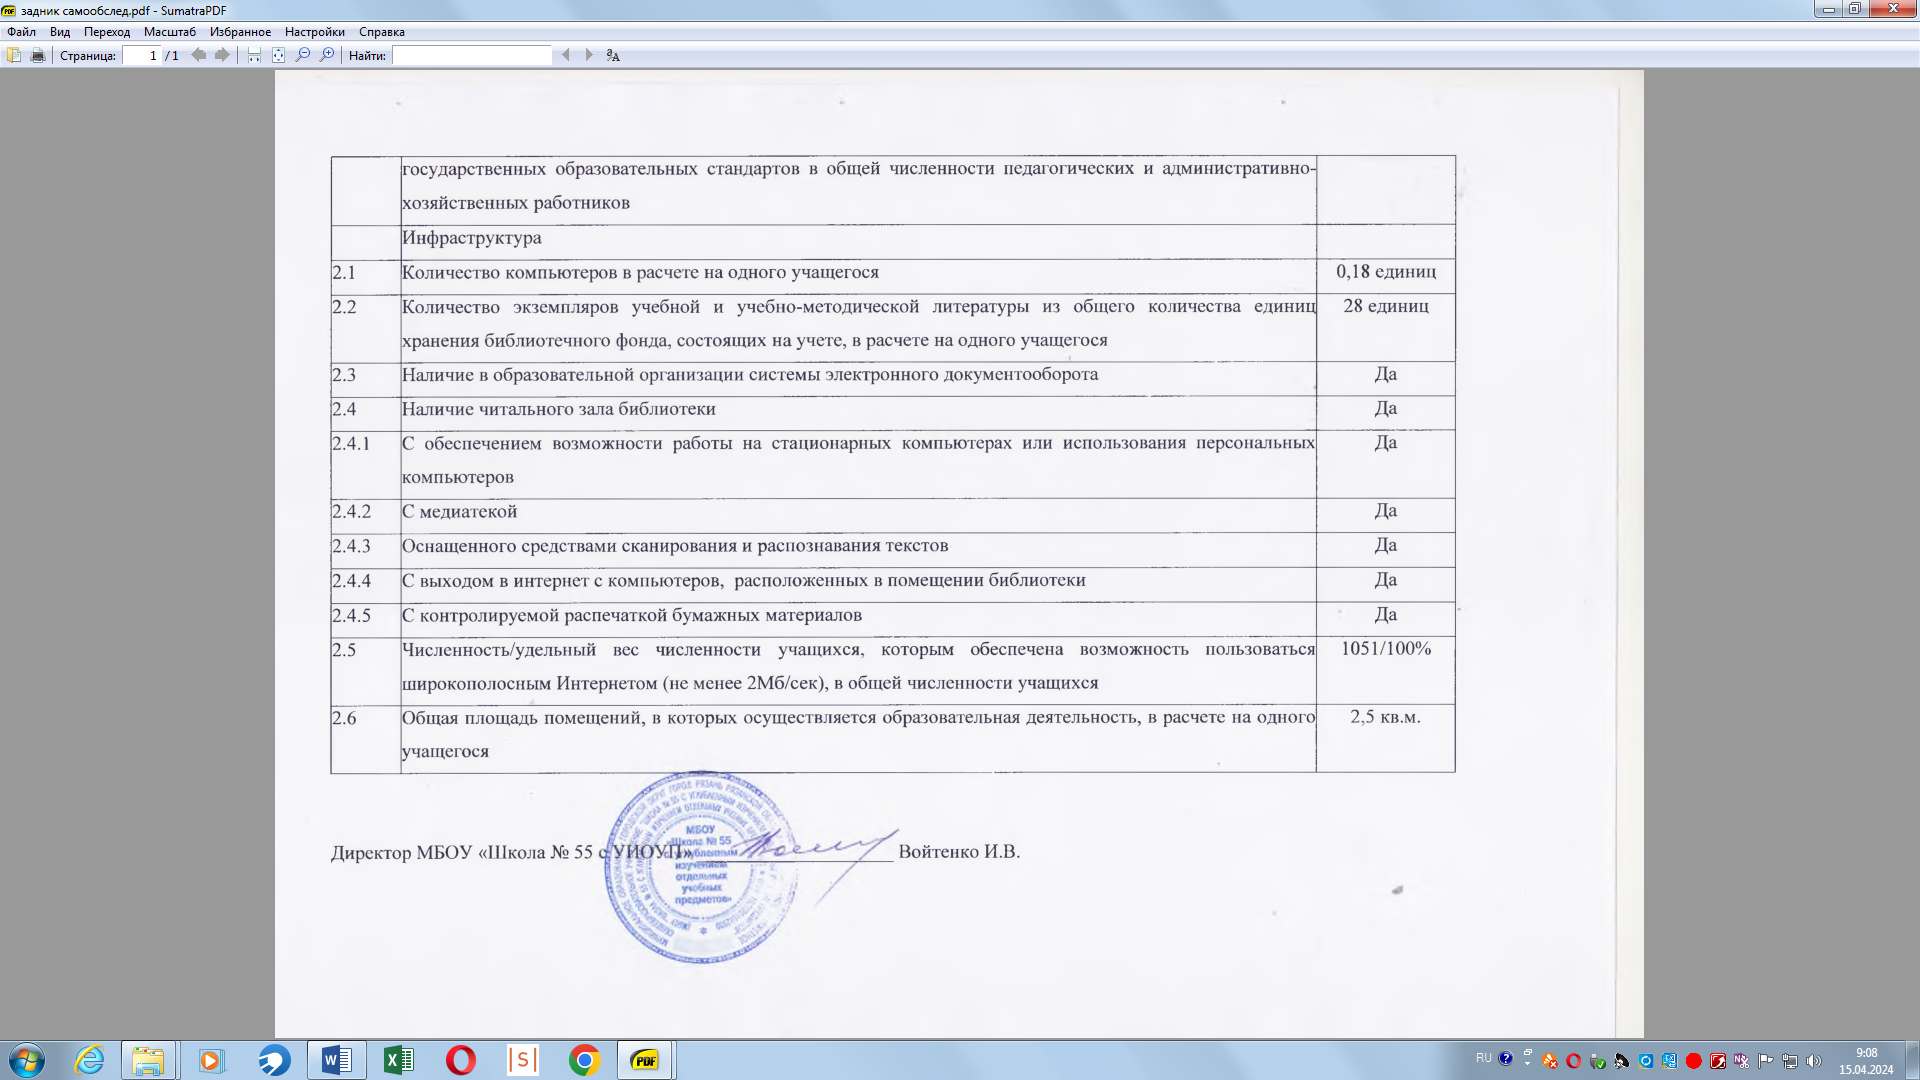 задник самообслед.pdf - SumatraPDF
Файл Вид Переход Масштаб Избранное Настройки Справка
Страница: 1 / 1 Найти:
государственных образовательных стандартов в общей численности педагогических и административно-
хозяйственных работников
Инфраструктура
2.1 Количество компьютеров в расчете на одного учащегося 0,18 единиц
2.2 Количество экземпляров учебной и учебно-методической литературы из общего количества единиц 28 единиц
хранения библиотечного фонда, состоящих на учете, в расчете на одного учащегося
2.3 Наличие в образовательной организации системы электронного документооборота Да
2.4 Наличие читального зала библиотеки Да
2.4.1 С обеспечением возможности работы на стационарных компьютерах или использования персональных Да
компьютеров
2.4.2 С медиатекой Да
2.4.3 Оснащенного средствами сканирования и распознавания текстов Да
2.4.4 С выходом в интернет с компьютеров, расположенных в помещении библиотеки Да
2.4.5 С контролируемой распечаткой бумажных материалов Да
2.5 Численность/удельный вес численности учащихся, которым обеспечена возможность пользоваться 1051/100%
широкополосным Интернетом (не менее 2Мб/сек), в общей численности учащихся
2.6 Общая площадь помещений, в которых осуществляется образовательная деятельность, в расчете на одного 2,5 кв.м.
учащегося
Директор МБОУ «Школа № 55 с УИОУП» Войтенко И.В.
МБОУ
«Школа № 55
с углубленным
изучением
отдельных
учебных
предметов»
RU
9:08
15.04.2024